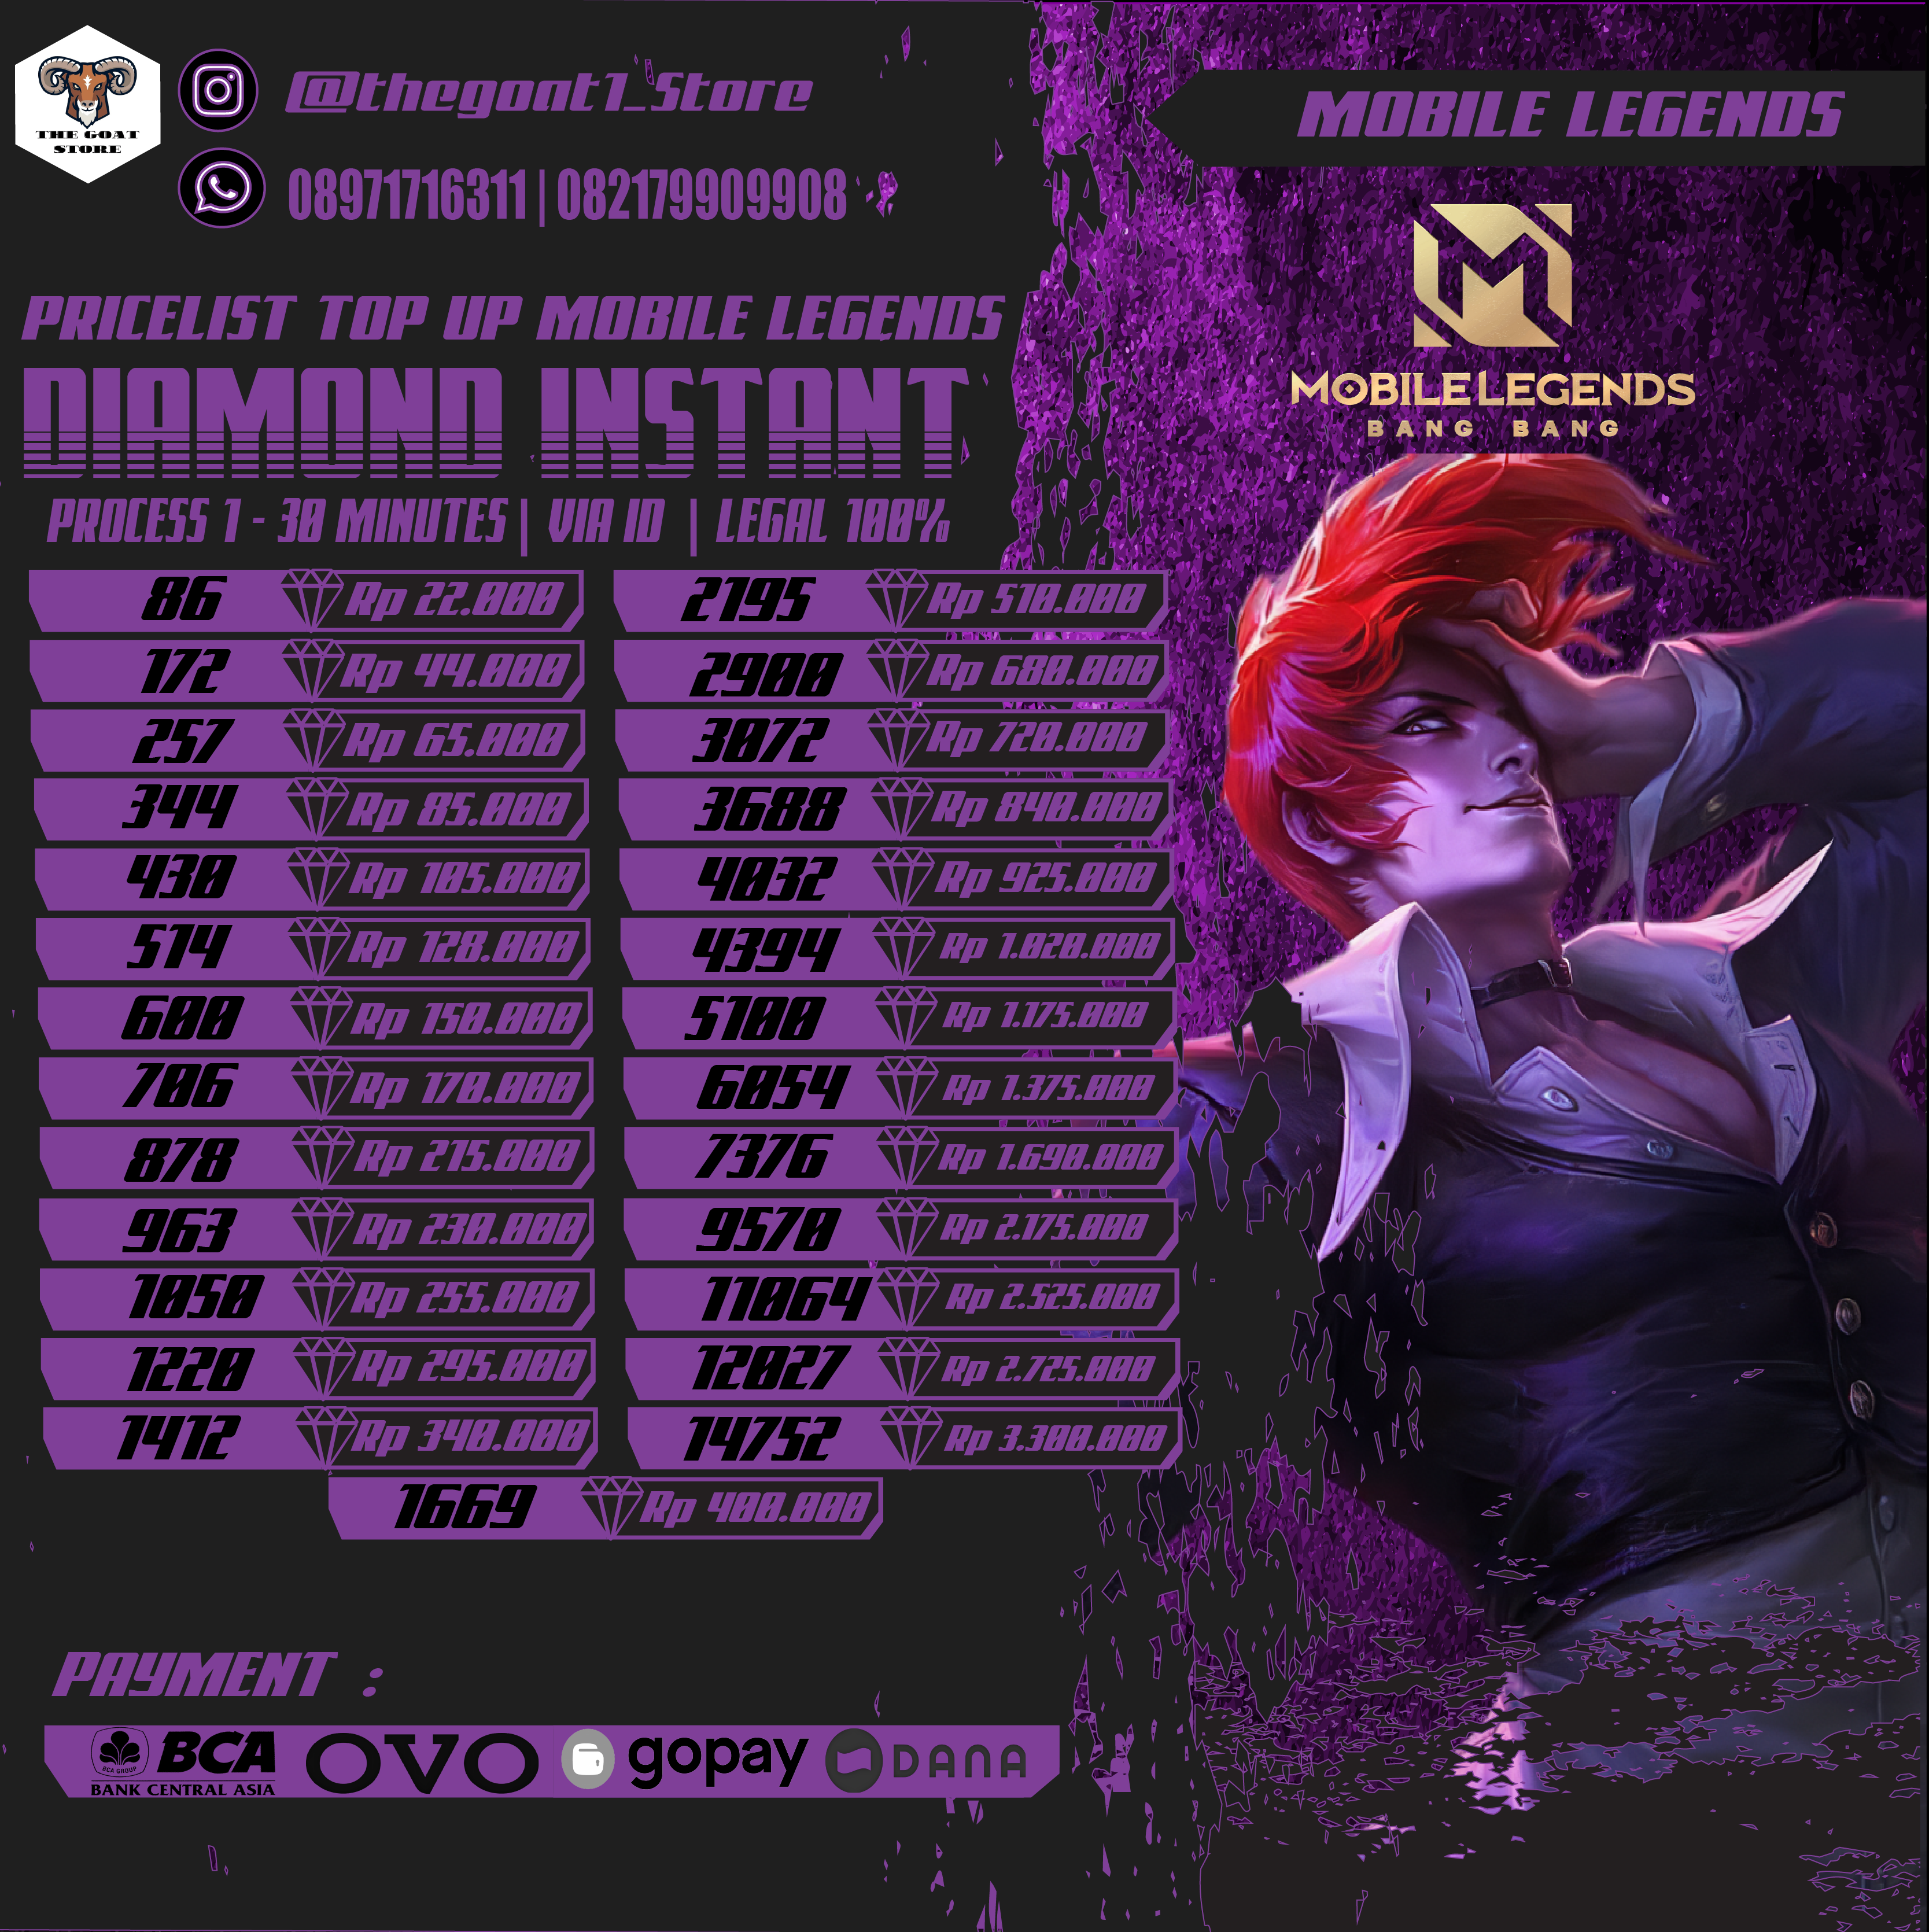 THE GOAT
STORE
@thegoat1_Store
08971716311 | 082179909908
MOBILE LEGENDS
MOBILE LEGENDS
BANG BANG
PRICELIST TOP UP MOBILE LEGENDS
DIAMOND INSTANT
PROCESS 1 - 30 MINUTES | VIA ID | LEGAL 100%
86 Rp 22.000
172 Rp 44.000
257 Rp 65.000
344 Rp 85.000
430 Rp 105.000
514 Rp 128.000
600 Rp 150.000
706 Rp 170.000
878 Rp 215.000
963 Rp 230.000
1050 Rp 255.000
1220 Rp 295.000
1412 Rp 340.000
2195 Rp 510.000
2900 Rp 680.000
3072 Rp 720.000
3688 Rp 840.000
4032 Rp 925.000
4394 Rp 1.020.000
5100 Rp 1.175.000
6054 Rp 1.375.000
7376 Rp 1.690.000
9570 Rp 2.175.000
11064 Rp 2.525.000
12027 Rp 2.725.000
14752 Rp 3.300.000
1669 Rp 400.000
PAYMENT :
BCA GROUP
BCA
BANK CENTRAL ASIA
OVO
gopay
DANA